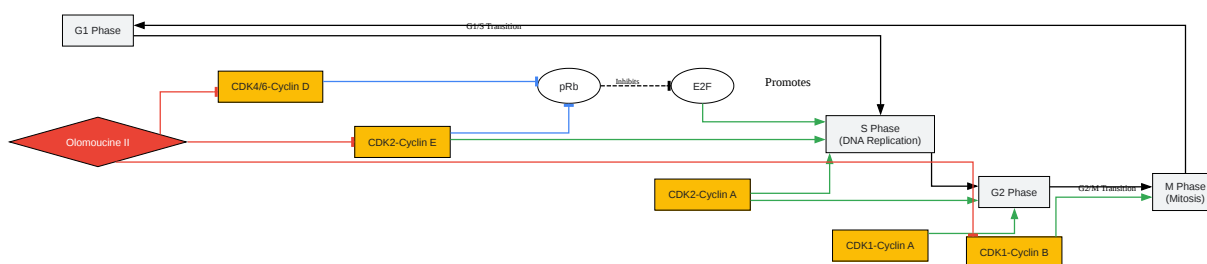 G1 Phase
G1/S Transition
CDK4/6-Cyclin D
pRb
Inhibits
E2F
Promotes
Olomoucine II
CDK2-Cyclin E
S Phase
(DNA Replication)
CDK2-Cyclin A
G2 Phase
G2/M Transition
M Phase
(Mitosis)
CDK1-Cyclin A
CDK1-Cyclin B